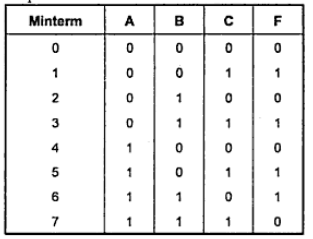 Minterm A B C F
0 0 0 0 0
1 0 0 1 1
2 0 1 0 0
3 0 1 1 1
4 1 0 0 0
5 1 0 1 1
6 1 1 0 1
7 1 1 1 0